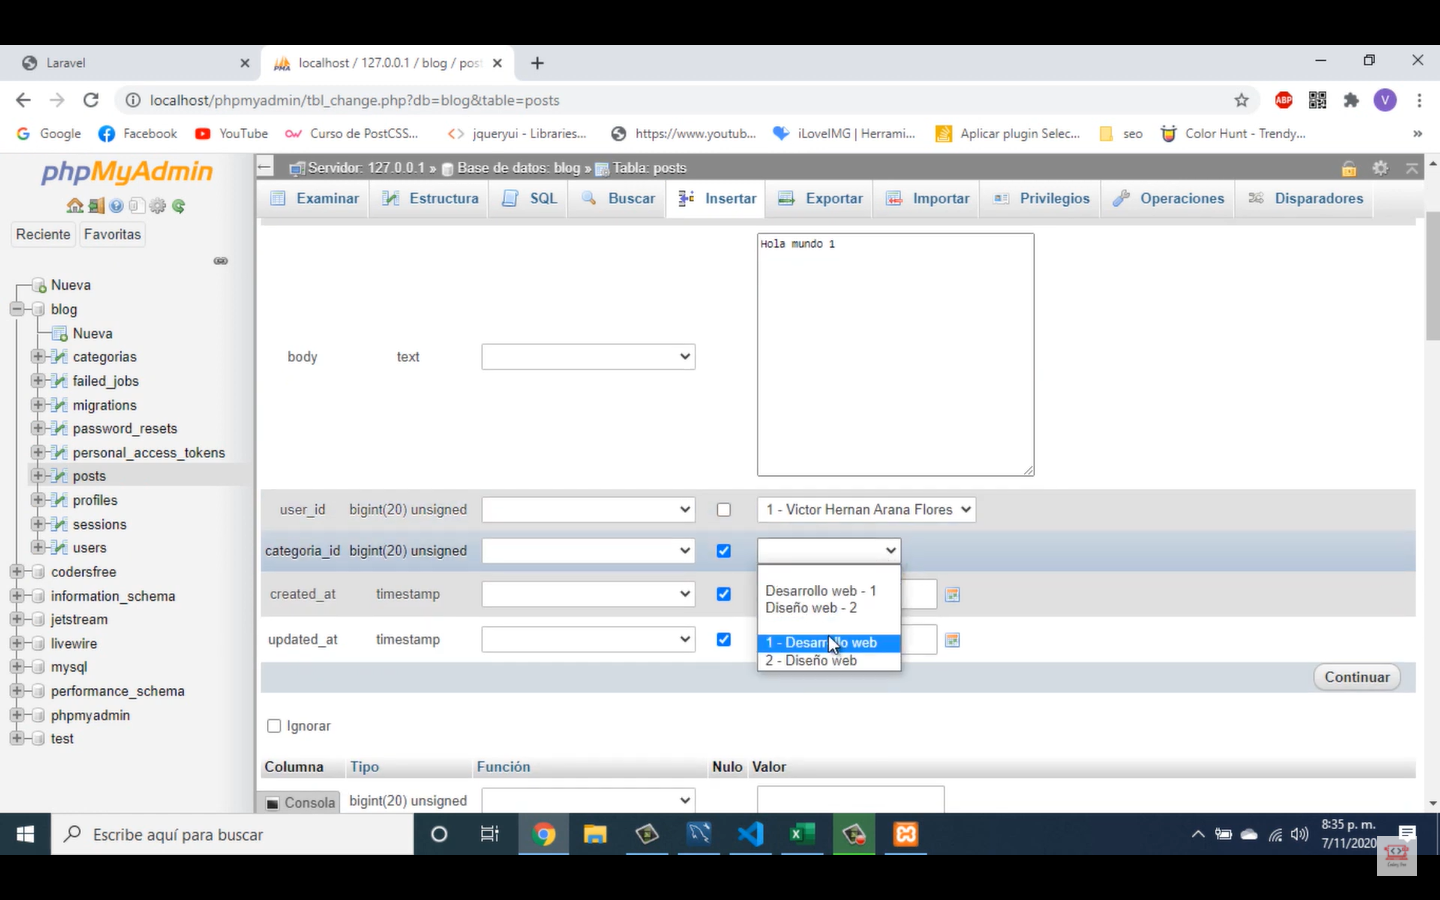 Laravel
localhost / 127.0.0.1 / blog / pos
localhost/phpmyadmin/tbl_change.php?db=blog&table=posts
ABP
V
Google
Facebook
YouTube
Curso de PostCSS...
jqueryui - Libraries...
https://www.youtub...
iLoveIMG | Herrami...
Aplicar plugin Selec...
seo
Color Hunt - Trendy...
»
phpMyAdmin
Reciente
Favoritas
Nueva
blog
Nueva
categorias
failed_jobs
migrations
password_resets
personal_access_tokens
posts
profiles
sessions
users
codersfree
information_schema
jetstream
livewire
mysql
performance_schema
phpmyadmin
test
Servidor: 127.0.0.1 » Base de datos: blog » Tabla: posts
Examinar
Estructura
SQL
Buscar
Insertar
Exportar
Importar
Privilegios
Operaciones
Disparadores
Hola mundo 1
body text
user_id bigint(20) unsigned 1 - Victor Hernan Arana Flores
categoria_id bigint(20) unsigned
Desarrollo web - 1
Diseño web - 2
1 - Desarrollo web
2 - Diseño web
created_at timestamp
updated_at timestamp
Continuar
Ignorar
Columna Tipo Función Nulo Valor
Consola bigint(20) unsigned
Escribe aquí para buscar
8:35 p. m.
7/11/2020